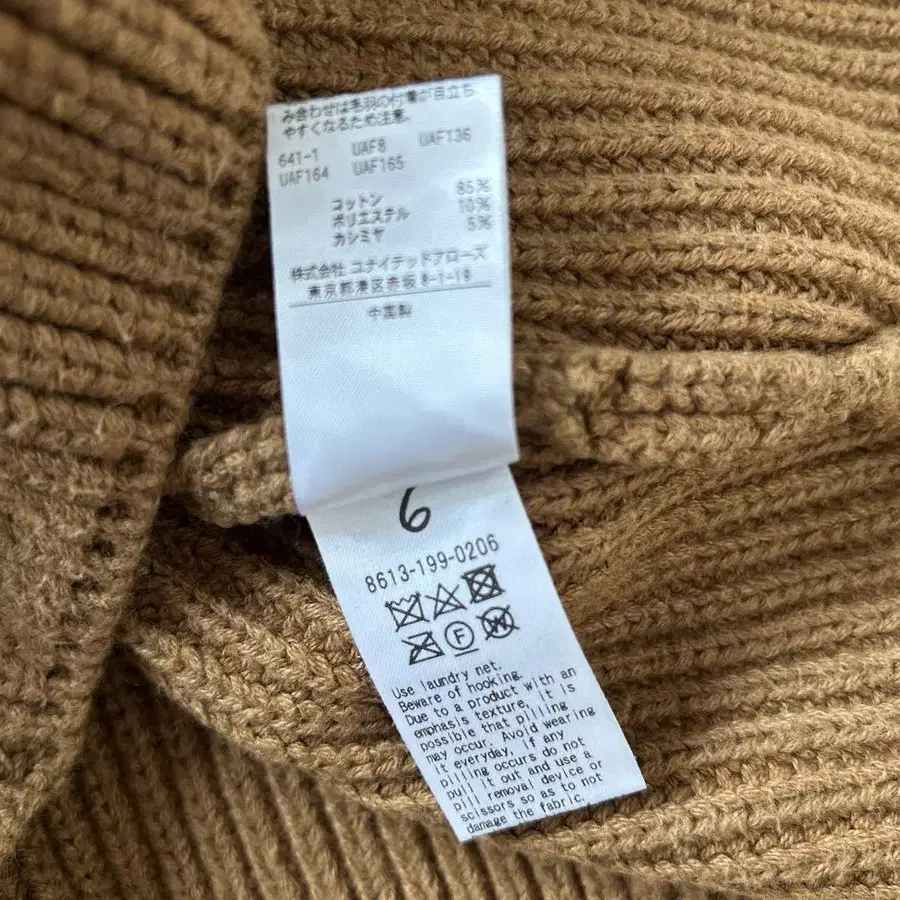 み合わせは毛羽の付着が目立ち
やすくなるため注意。
641-1 UAF8 UAF136
UAF164 UAF165
コットン 85%
ポリエステル 10%
カシミヤ 5%
株式会社 ユナイテッドアローズ
東京都港区赤坂 8-1-19
中国製
6
8613-199-0206
F
Use laundry net.
Beware of hooking.
Due to a product with an
emphasis texture, it is
possible that pilling
may occur. Avoid wearing
it everyday. If any
pilling occurs do not
pull it out and use a
pill removal device or
scissors so as to not
damage the fabric.